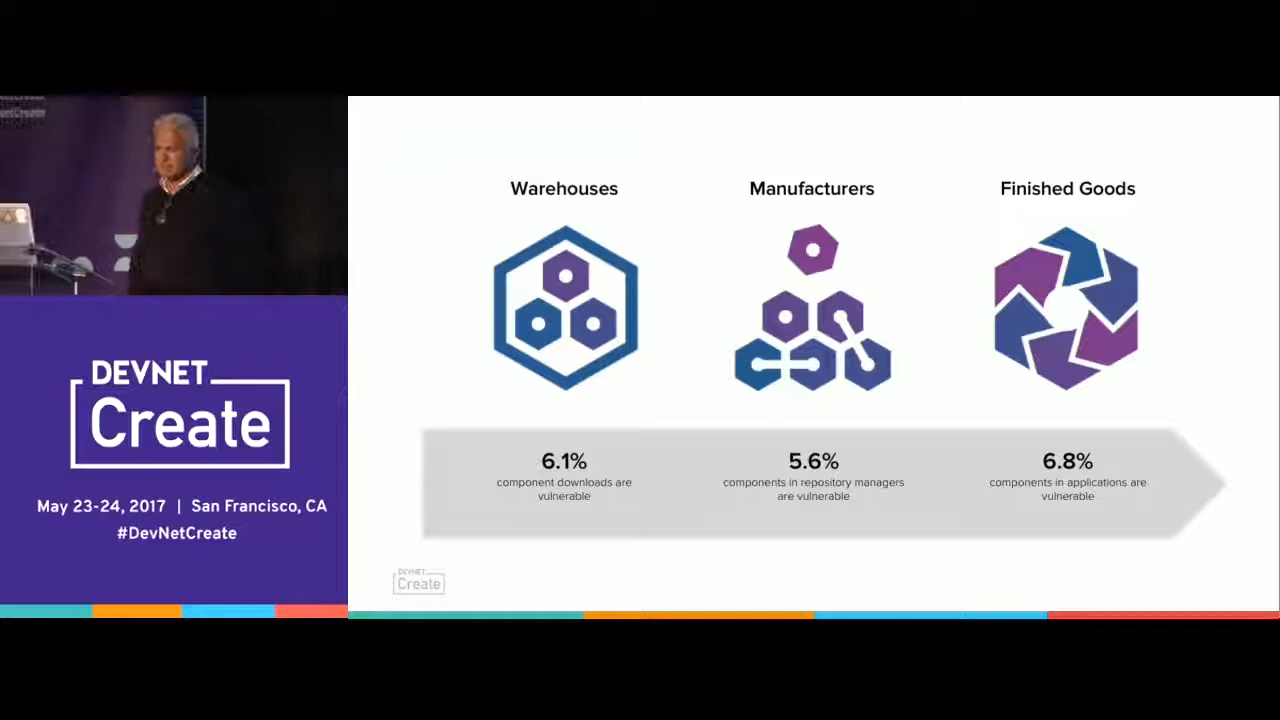 NetCreate
DEVNET
Create
May 23-24, 2017 | San Francisco, CA
#DevNetCreate
Warehouses
Manufacturers
Finished Goods
6.1%
component downloads are
vulnerable
5.6%
components in repository managers
are vulnerable
6.8%
components in applications are
vulnerable
DEVNET
Create